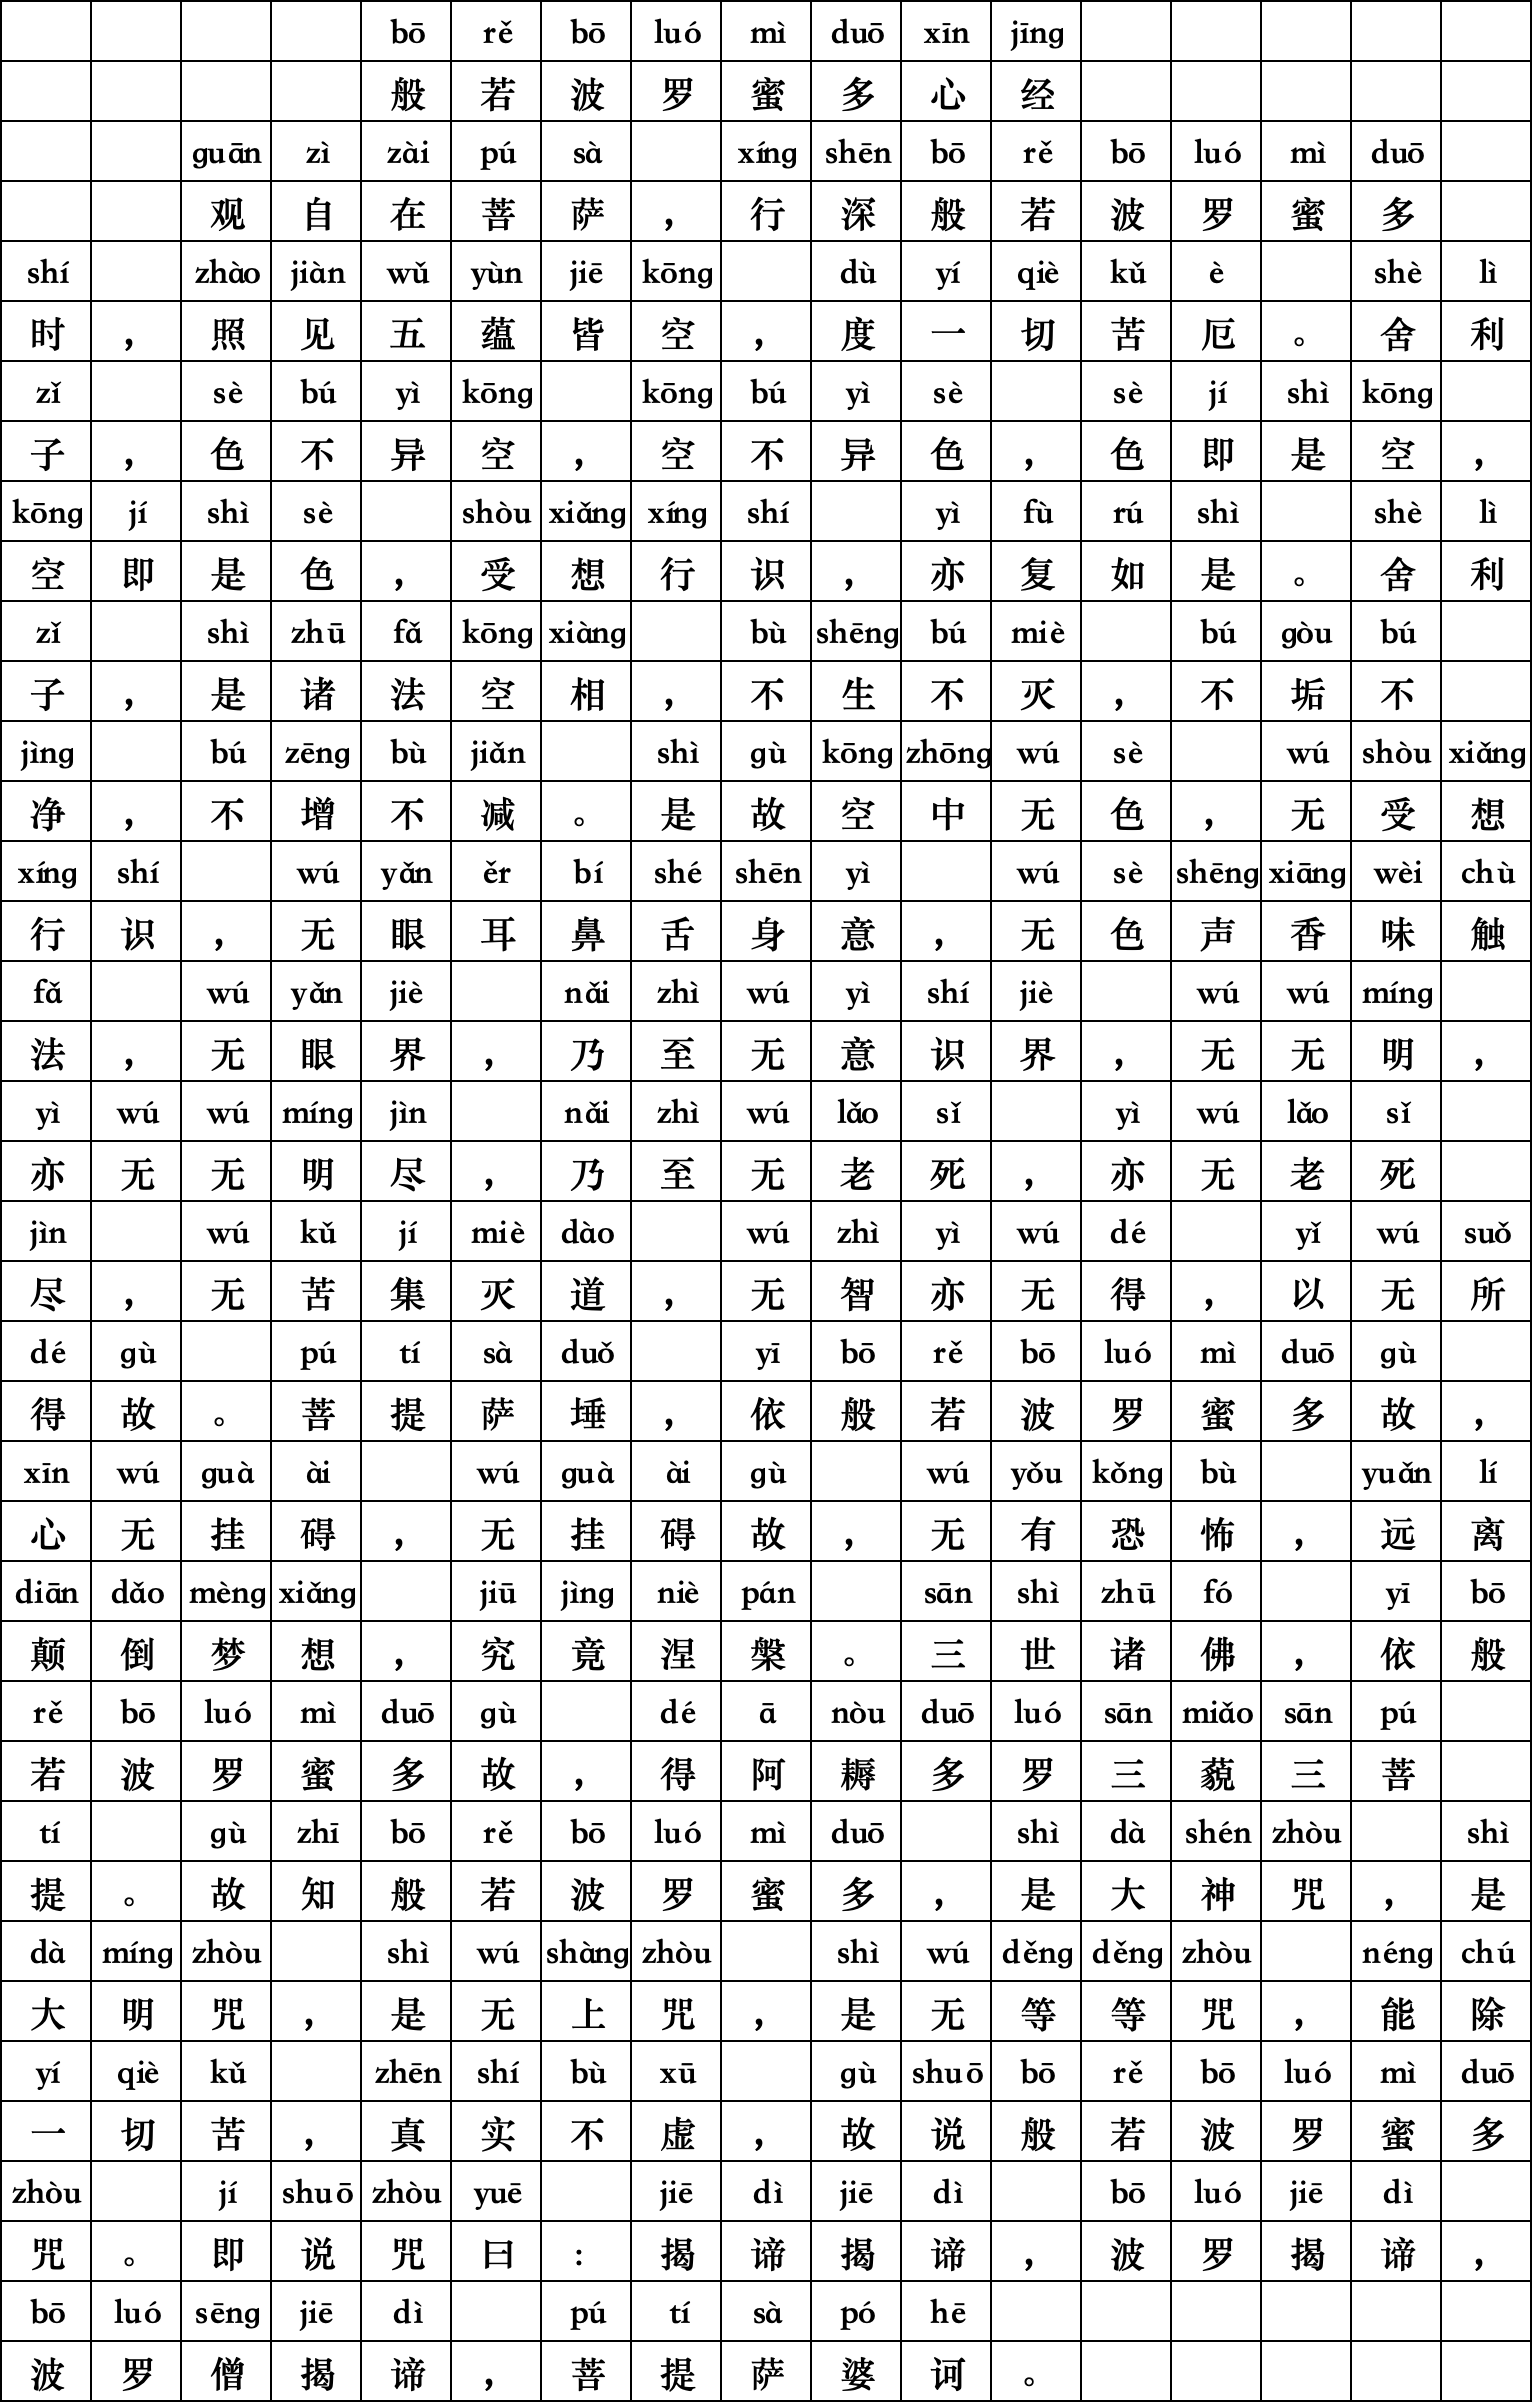 bō rě bō luó mì duō xīn jīng
般若波罗蜜多心经
guān zì zài pú sà xíng shēn bō rě bō luó mì duō
观自在菩萨，行深般若波罗蜜多
shí zhào jiàn wǔ yùn jiē kōng dù yí qiè kǔ è shè lì
时，照见五蕴皆空，度一切苦厄。舍利
zǐ sè bú yì kōng kōng bú yì sè sè jí shì kōng
子，色不异空，空不异色，色即是空，
kōng jí shì sè shòu xiǎng xíng shí yì fù rú shì shè lì
空即是色，受想行识，亦复如是。舍利
zǐ shì zhū fǎ kōng xiàng bù shēng bú miè bú gòu bú
子，是诸法空相，不生不灭，不垢不
jìng bú zēng bù jiǎn shì gù kōng zhōng wú sè wú shòu xiǎng
净，不增不减。是故空中无色，无受想
xíng shí wú yǎn ěr bí shé shēn yì wú sè shēng xiāng wèi chù
行识，无眼耳鼻舌身意，无色声香味触
fǎ wú yǎn jiè nǎi zhì wú yì shí jiè wú wú míng
法，无眼界，乃至无意识界，无无明，
yì wú wú míng jìn nǎi zhì wú lǎo sǐ yì wú lǎo sǐ
亦无无明尽，乃至无老死，亦无老死
jìn wú kǔ jí miè dào wú zhì yì wú dé yǐ wú suǒ
尽，无苦集灭道，无智亦无得，以无所
dé gù pú tí sà duǒ yī bō rě bō luó mì duō gù
得故。菩提萨埵，依般若波罗蜜多故，
xīn wú guà ài wú guà ài gù wú yǒu kǒng bù yuǎn lí
心无挂碍，无挂碍故，无有恐怖，远离
diān dǎo mèng xiǎng jiū jìng niè pán sān shì zhū fó yī bō
颠倒梦想，究竟涅槃。三世诸佛，依般
rě bō luó mì duō gù dé ā nòu duō luó sān miǎo sān pú
若波罗蜜多故，得阿耨多罗三藐三菩
tí gù zhī bō rě bō luó mì duō shì dà shén zhòu shì
提。故知般若波罗蜜多，是大神咒，是
dà míng zhòu shì wú shàng zhòu shì wú děng děng zhòu néng chú
大明咒，是无上咒，是无等等咒，能除
yí qiè kǔ zhēn shí bù xū gù shuō bō rě bō luó mì duō
一切苦，真实不虚，故说般若波罗蜜多
zhòu jí shuō zhòu yuē jiē dì jiē dì bō luó jiē dì
咒。即说咒曰：揭谛揭谛，波罗揭谛，
bō luó sēng jiē dì pú tí sà pó hē
波罗僧揭谛，菩提萨婆诃。